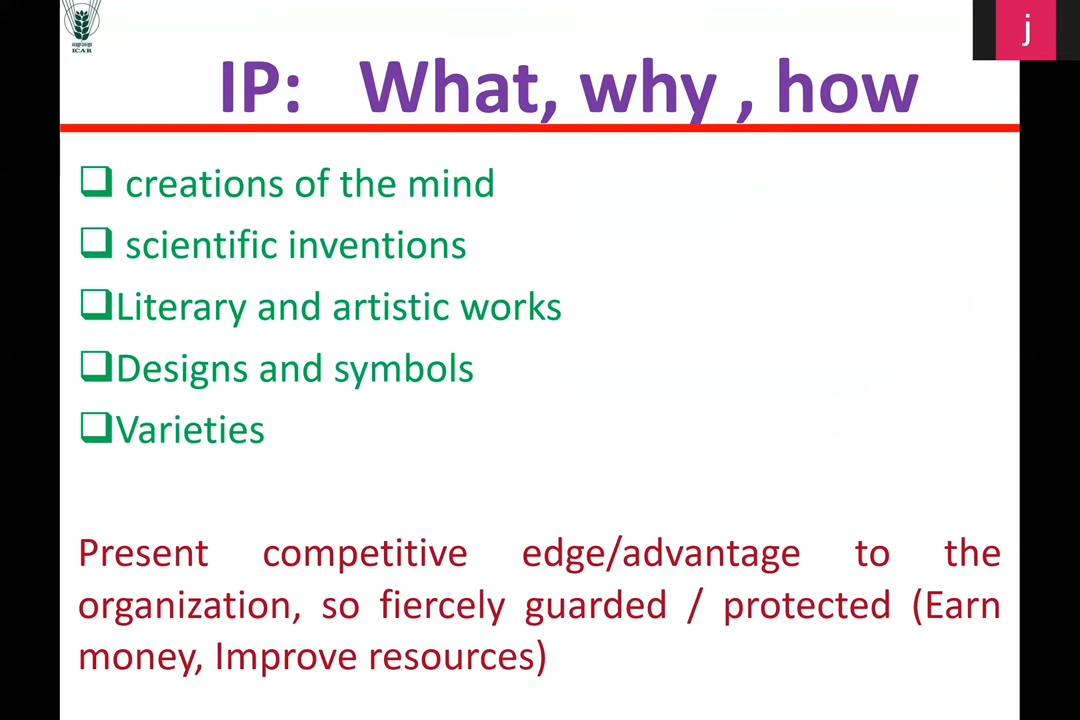 ICAR
j
IP: What, why , how
creations of the mind
scientific inventions
Literary and artistic works
Designs and symbols
Varieties
Present competitive edge/advantage to the
organization, so fiercely guarded / protected (Earn
money, Improve resources)